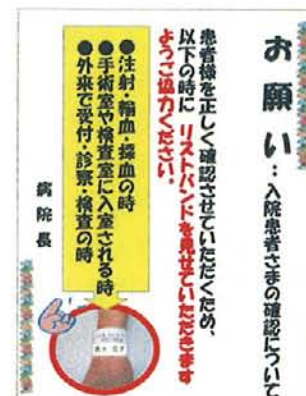 お願い…入院患者さまの確認について
患者様を正しく確認させていただくため、
以下の時に リストバンドを見せていただきます
ようご協力ください。
●注射・輸血・採血の時
●手術室や検査室に入室される時
●外来で受付・診察・検査の時
病院長